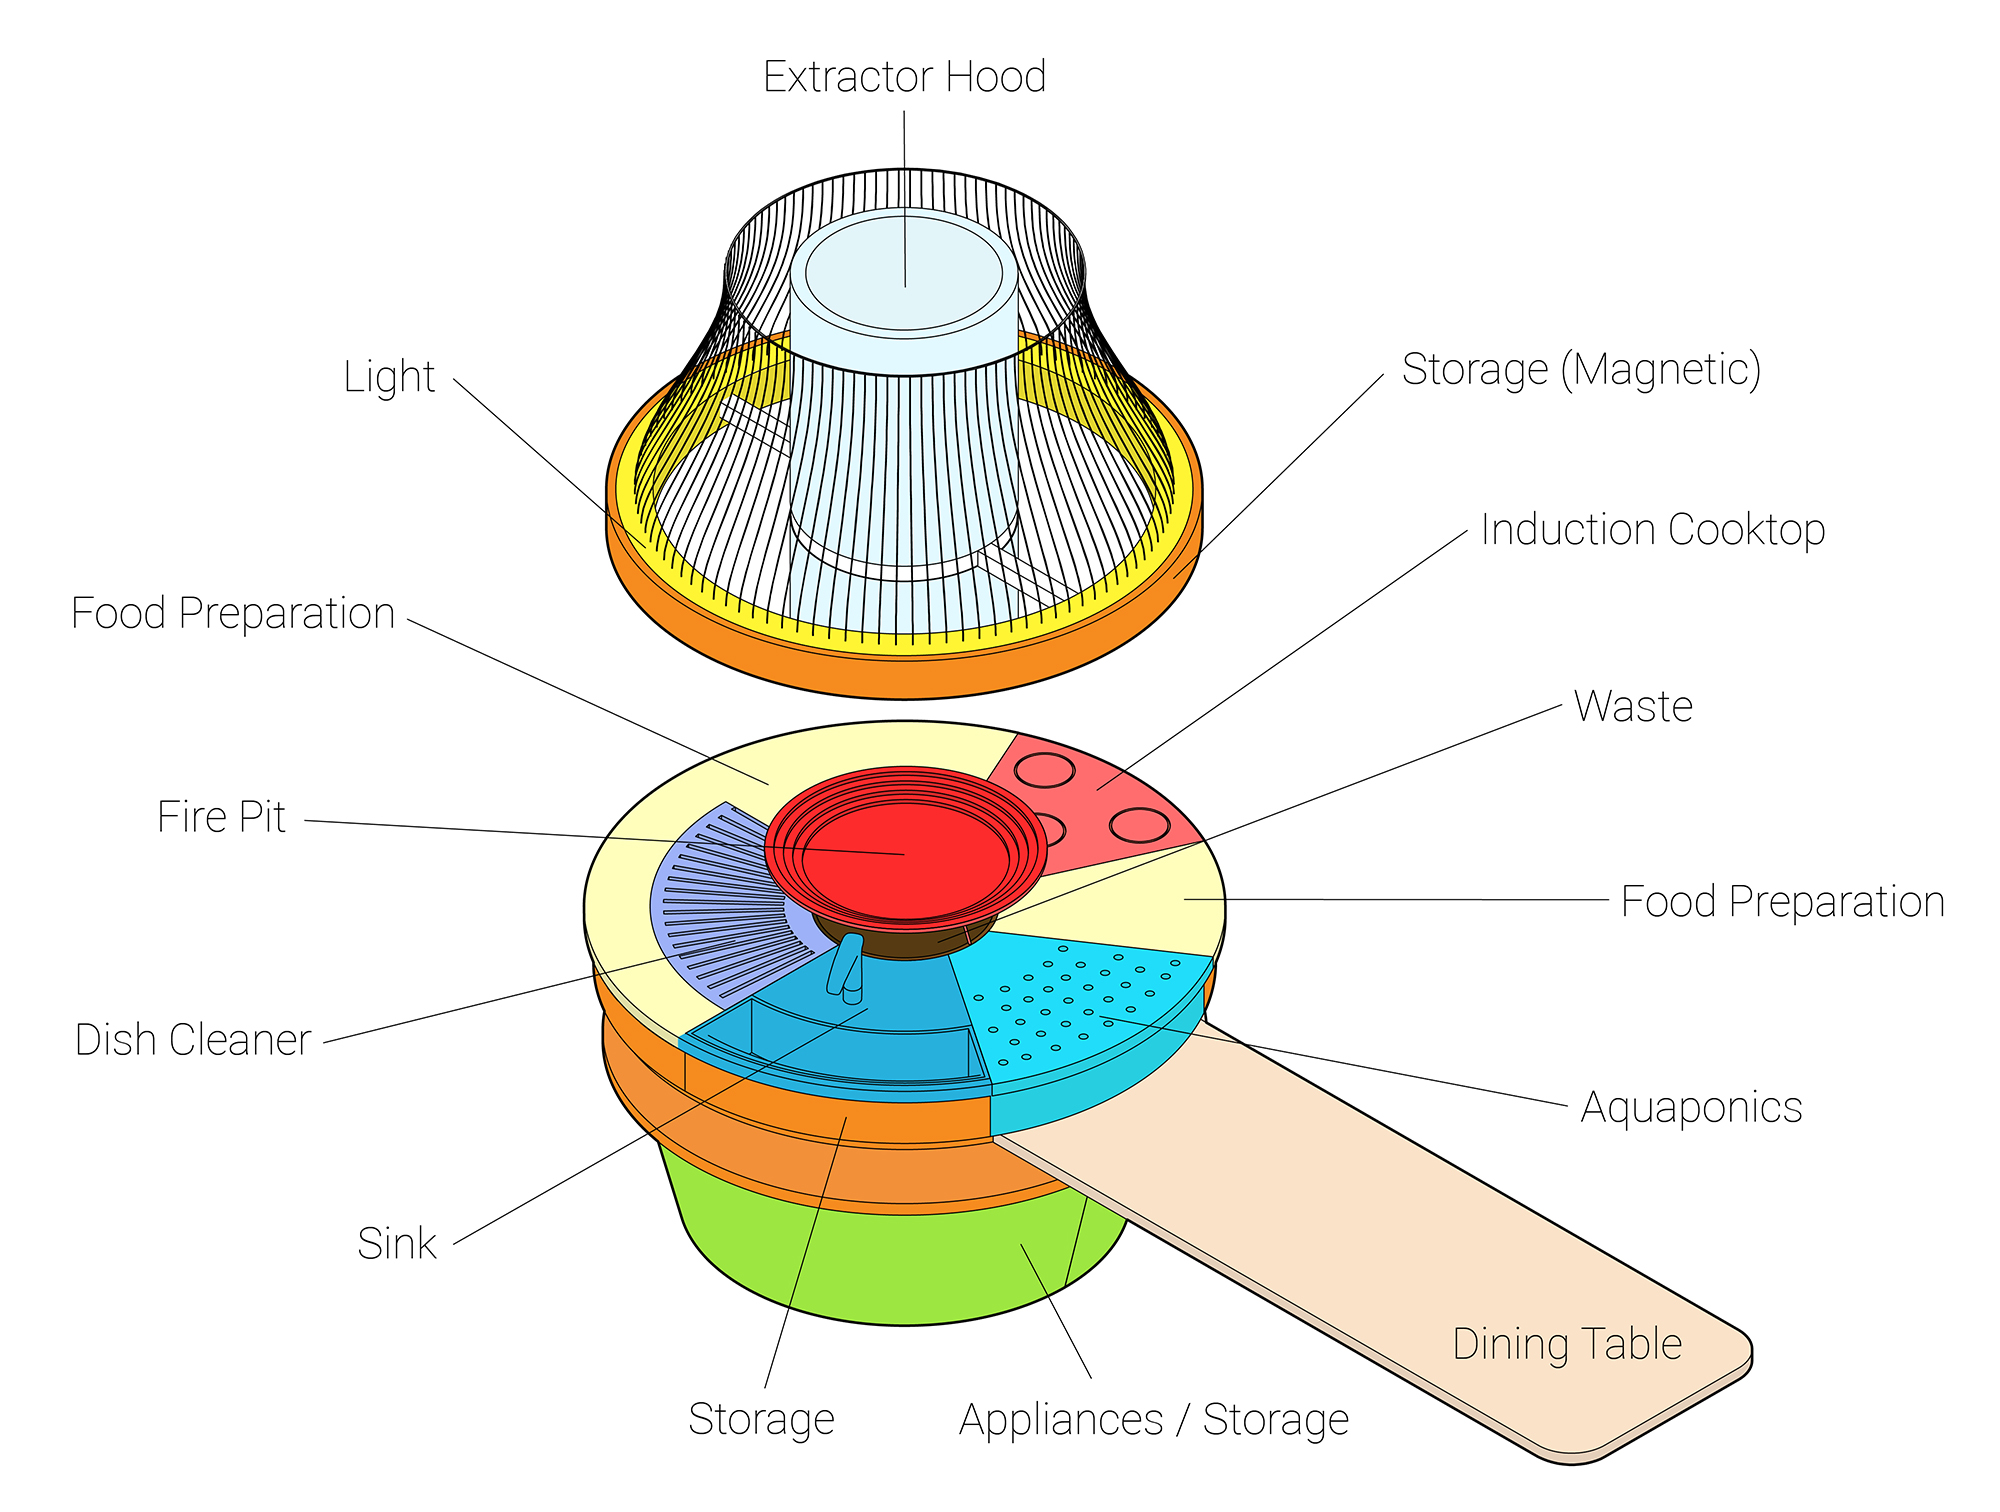 Extractor Hood
Light
Storage (Magnetic)
Induction Cooktop
Food Preparation
Waste
Fire Pit
Food Preparation
Dish Cleaner
Aquaponics
Sink
Dining Table
Storage
Appliances / Storage